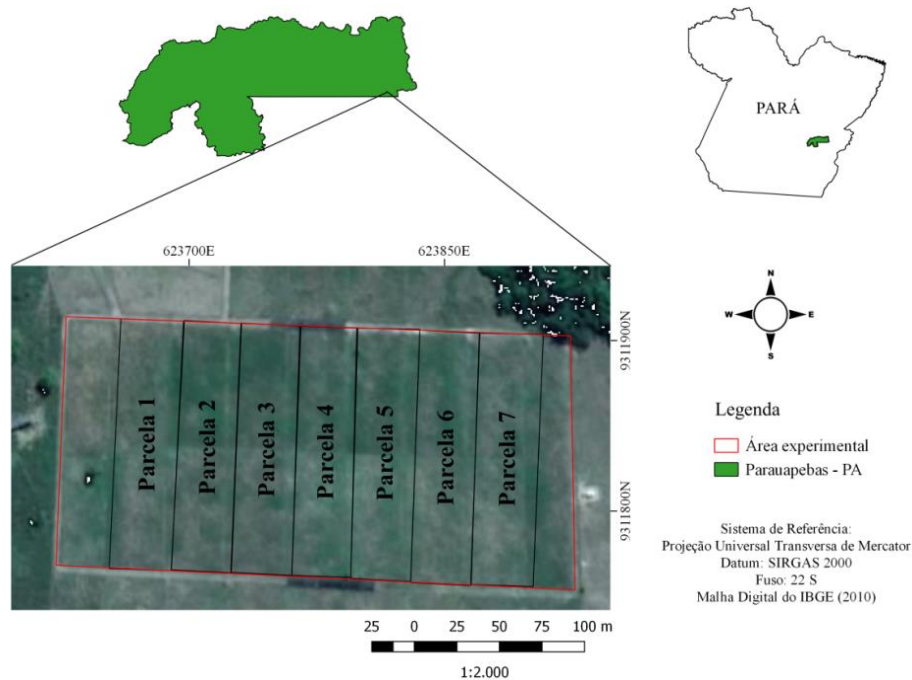 PARÁ
623700E
623850E
9311900N
9311800N
Parcela 1
Parcela 2
Parcela 3
Parcela 4
Parcela 5
Parcela 6
Parcela 7
N
W
E
S
Legenda
Área experimental
Parauapebas - PA
Sistema de Referência:
Projeção Universal Transversa de Mercator
Datum: SIRGAS 2000
Fuso: 22 S
Malha Digital do IBGE (2010)
25 0 25 50 75 100 m
1:2.000